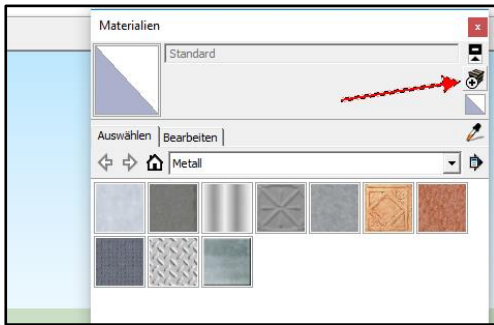 Materialien
Standard
Auswählen
Bearbeiten
Metall